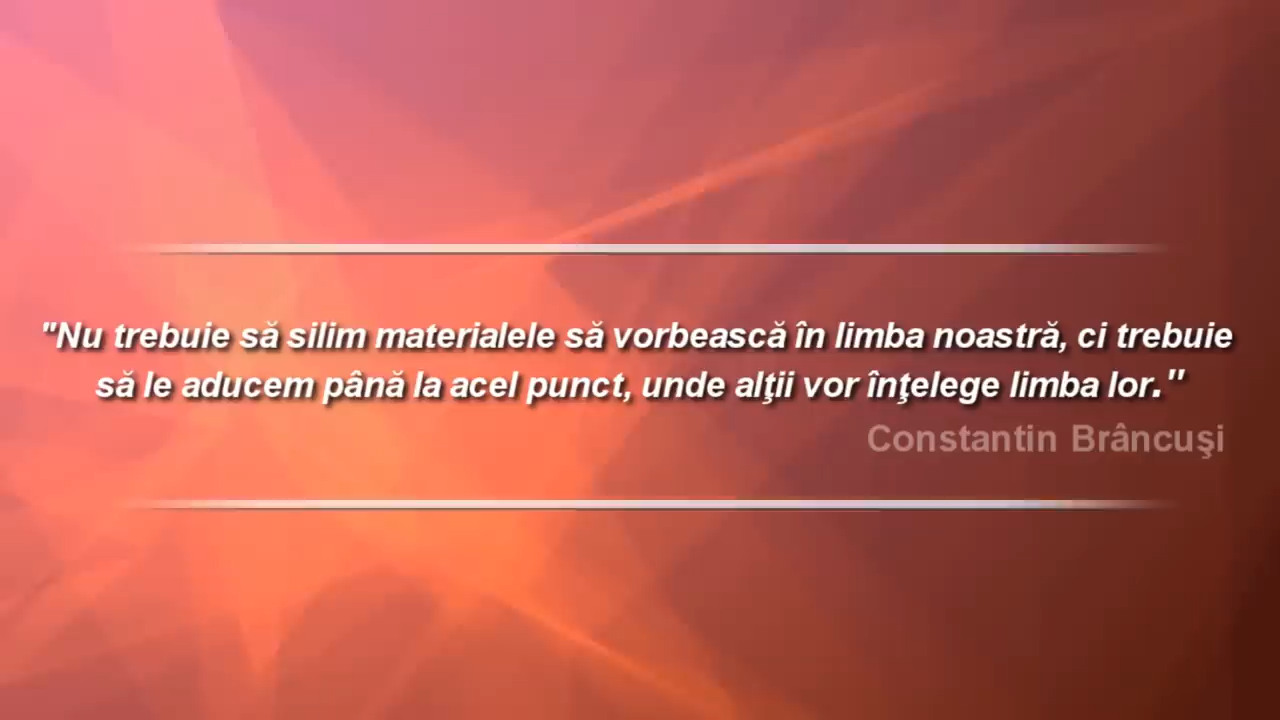 "Nu trebuie să silim materialele să vorbească în limba noastră, ci trebuie
să le aducem până la acel punct, unde alţii vor înţelege limba lor."
Constantin Brâncuşi